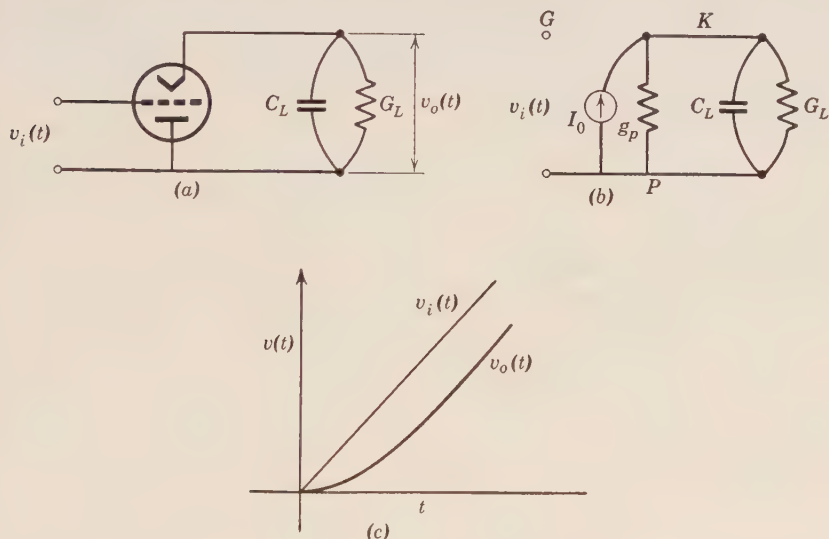 v_i(t)
C_L
G_L
v_o(t)
(a)
G
K
v_i(t)
I_0
g_p
C_L
G_L
P
(b)
v(t)
v_i(t)
v_o(t)
t
(c)